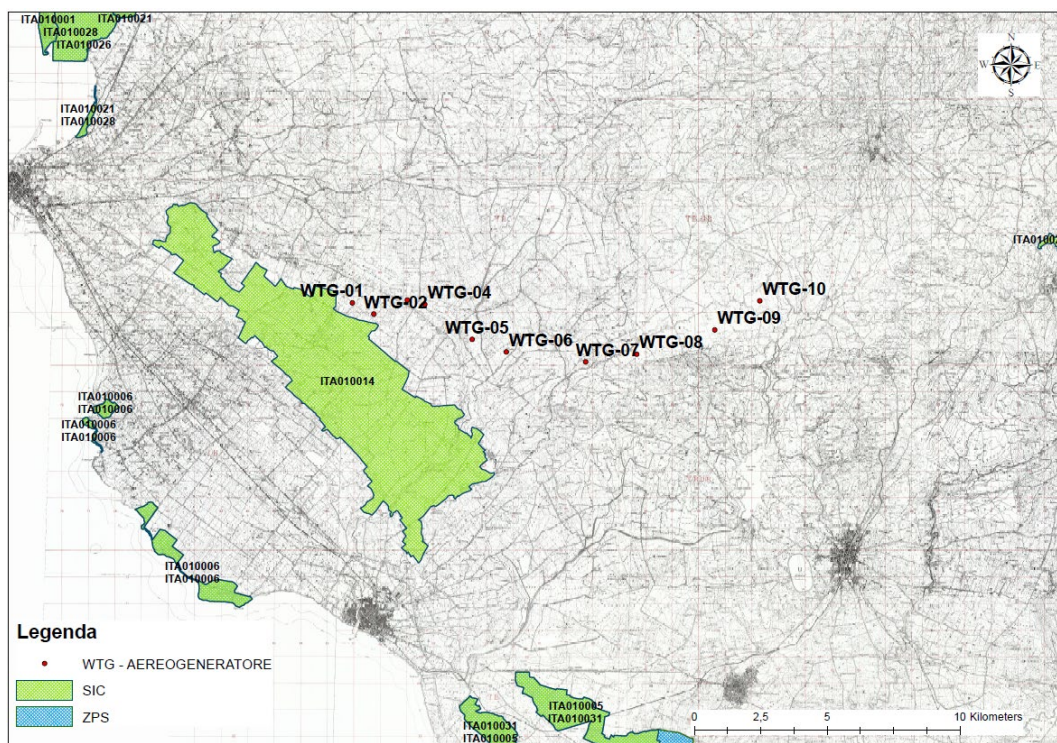 ITA010001
ITA010021
ITA010028
ITA010026
N
W
E
S
ITA010021
ITA010028
WTG-01
WTG-02
WTG-04
WTG-10
WTG-09
WTG-05
WTG-06
WTG-07
WTG-08
ITA010014
ITA010006
ITA010006
ITA010006
ITA010006
ITA010006
ITA010006
Legenda
WTG - AEREOGENERATORE
SIC
ZPS
ITA010005
ITA010031
ITA010031
ITA010005
0
2,5
5
10 Kilometers